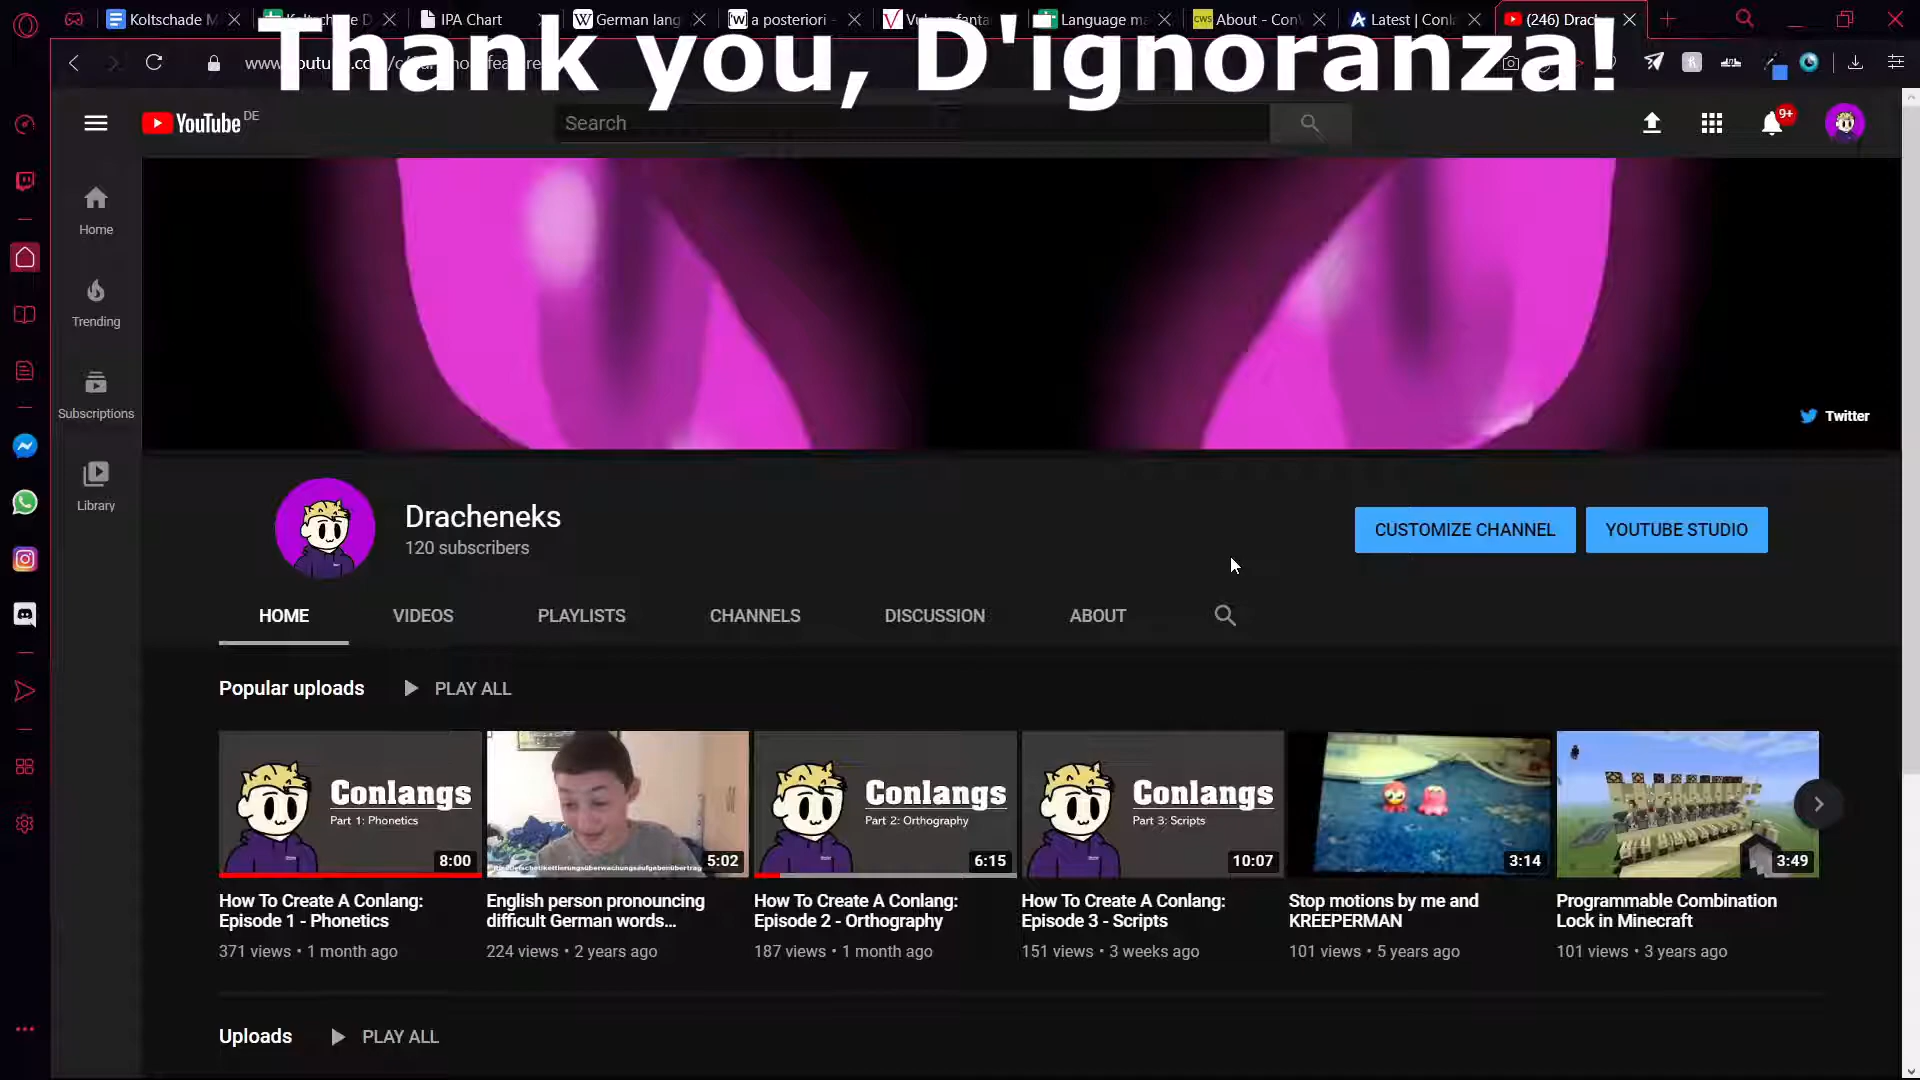 Koltschade M
IPA Chart
German lang
a posteriori -
Language ma
About - Con
Latest | Conla
(246) Drach
Thank you, D'ignoranza!
YouTube DE
Search
9+
Home
Trending
Subscriptions
Library
Twitter
Dracheneks
120 subscribers
CUSTOMIZE CHANNEL
YOUTUBE STUDIO
HOME
VIDEOS
PLAYLISTS
CHANNELS
DISCUSSION
ABOUT
Popular uploads
PLAY ALL
Conlangs
Part 1: Phonetics
8:00
5:02
Conlangs
Part 2: Orthography
6:15
Conlangs
Part 3: Scripts
10:07
3:14
3:49
How To Create A Conlang:
Episode 1 - Phonetics
371 views • 1 month ago
English person pronouncing
difficult German words...
224 views • 2 years ago
How To Create A Conlang:
Episode 2 - Orthography
187 views • 1 month ago
How To Create A Conlang:
Episode 3 - Scripts
151 views • 3 weeks ago
Stop motions by me and
KREEPERMAN
101 views • 5 years ago
Programmable Combination
Lock in Minecraft
101 views • 3 years ago
Uploads
PLAY ALL